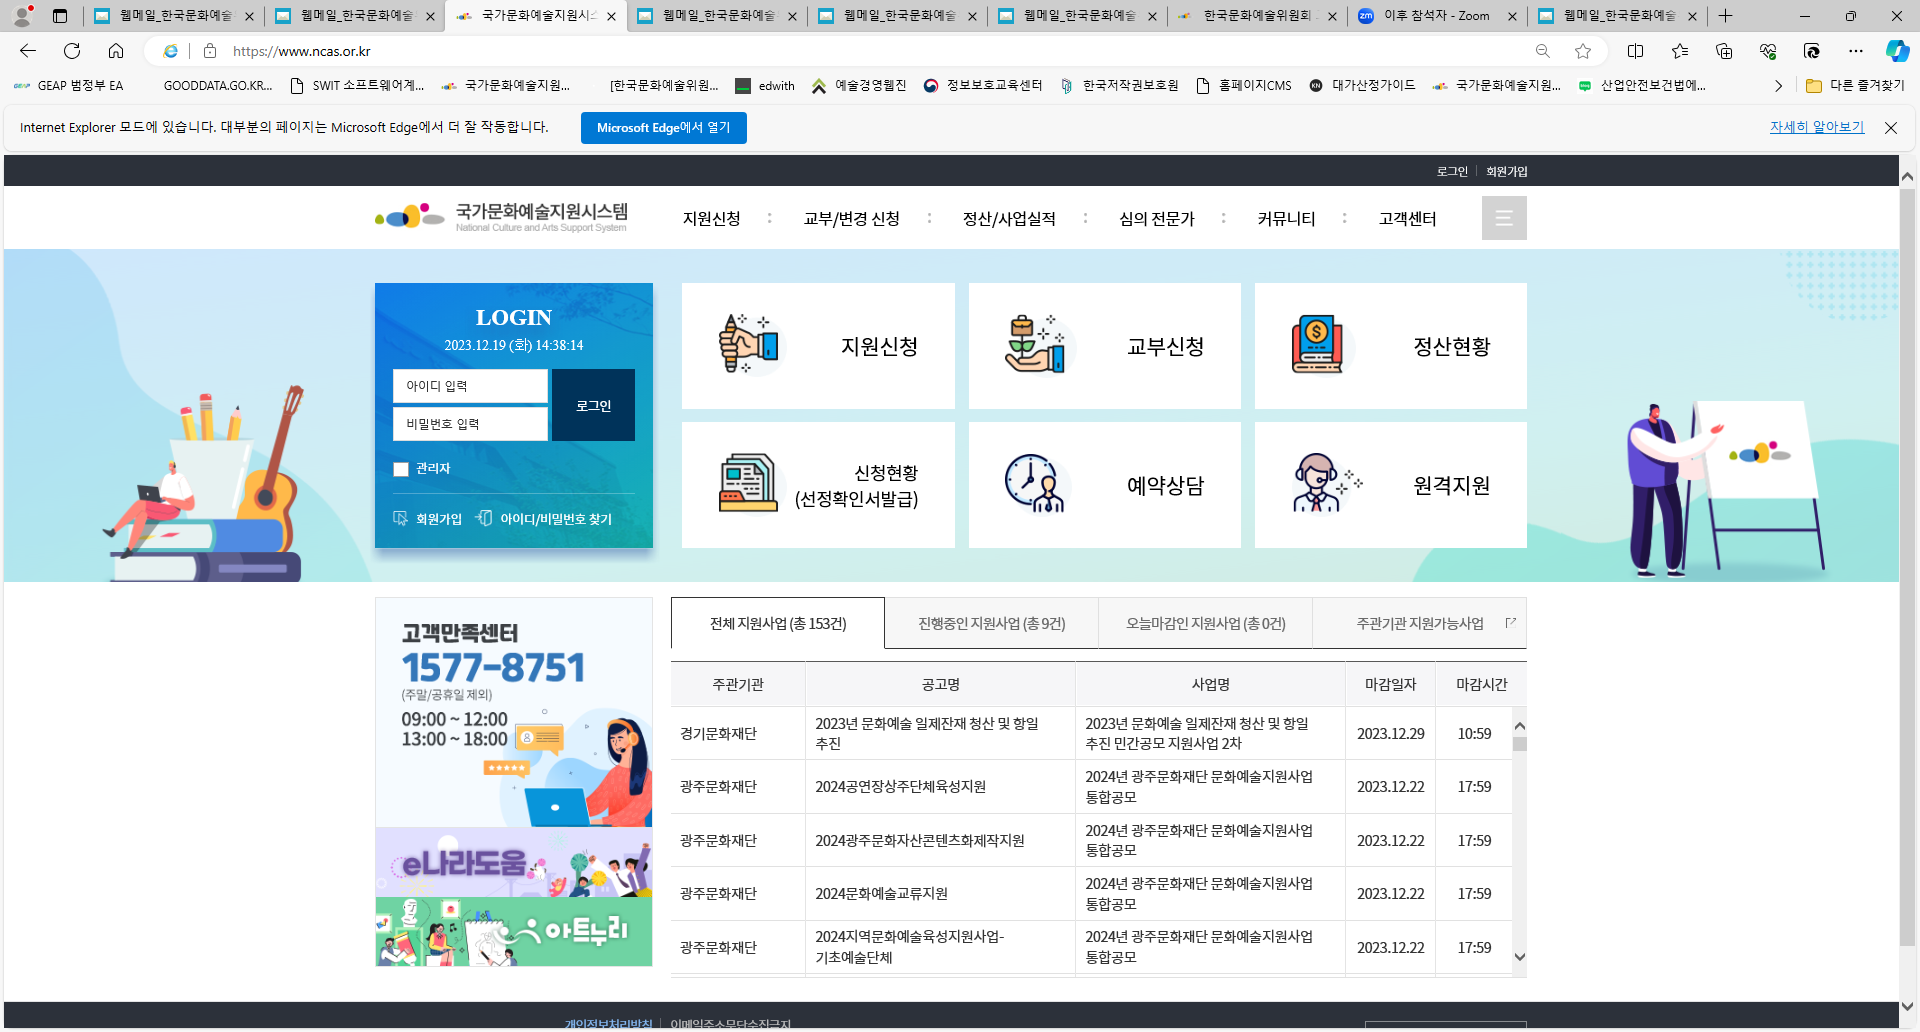 웹메일_한국문화예술
웹메일_한국문화예술
국가문화예술지원시스
웹메일_한국문화예술
웹메일_한국문화예술
웹메일_한국문화예술
한국문화예술위원회
zm 이후 참석자 - Zoom
웹메일_한국문화예술
https://www.ncas.or.kr
GEAP 범정부 EA
GOODDATA.GO.KR...
SWIT 소프트웨어계...
국가문화예술지원...
[한국문화예술위원...
edwith
예술경영웹진
정보보호교육센터
한국저작권보호원
홈페이지CMS
대가산정가이드
국가문화예술지원...
산업안전보건법에...
다른 즐겨찾기
Internet Explorer 모드에 있습니다. 대부분의 페이지는 Microsoft Edge에서 더 잘 작동합니다.
Microsoft Edge에서 열기
자세히 알아보기
로그인
회원가입
국가문화예술지원시스템
National Culture and Arts Support System
지원신청
교부/변경 신청
정산/사업실적
심의 전문가
커뮤니티
고객센터
LOGIN
2023.12.19 (화) 14:38:14
아이디 입력
비밀번호 입력
로그인
관리자
회원가입
아이디/비밀번호 찾기
지원신청
교부신청
정산현황
신청현황
(선정확인서발급)
예약상담
원격지원
고객만족센터
1577-8751
(주말/공휴일 제외)
09:00 ~ 12:00
13:00 ~ 18:00
e나라도움
아트누리
전체 지원사업 (총 153건)
진행중인 지원사업 (총 9건)
오늘마감인 지원사업 (총 0건)
주관기관 지원가능사업
주관기관 공고명 사업명 마감일자 마감시간
경기문화재단
2023년 문화예술 일제잔재 청산 및 항일
추진
2023년 문화예술 일제잔재 청산 및 항일
추진 민간공모 지원사업 2차
2023.12.29 10:59
광주문화재단
2024공연장상주단체육성지원
2024년 광주문화재단 문화예술지원사업
통합공모
2023.12.22 17:59
광주문화재단
2024광주문화자산콘텐츠화제작지원
2024년 광주문화재단 문화예술지원사업
통합공모
2023.12.22 17:59
광주문화재단
2024문화예술교류지원
2024년 광주문화재단 문화예술지원사업
통합공모
2023.12.22 17:59
광주문화재단
2024지역문화예술육성지원사업-
기초예술단체
2024년 광주문화재단 문화예술지원사업
통합공모
2023.12.22 17:59
개인정보처리방침
이메일주소무단수집금지